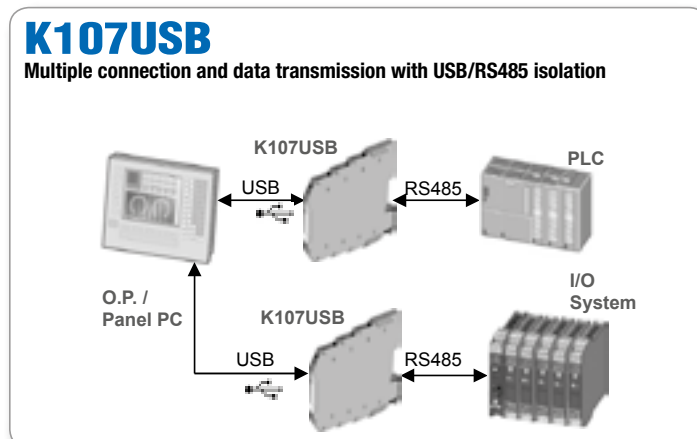 K107USB
Multiple connection and data transmission with USB/RS485 isolation
K107USB
PLC
USB
RS485
O.P. /
Panel PC
I/O
System
K107USB
USB
RS485